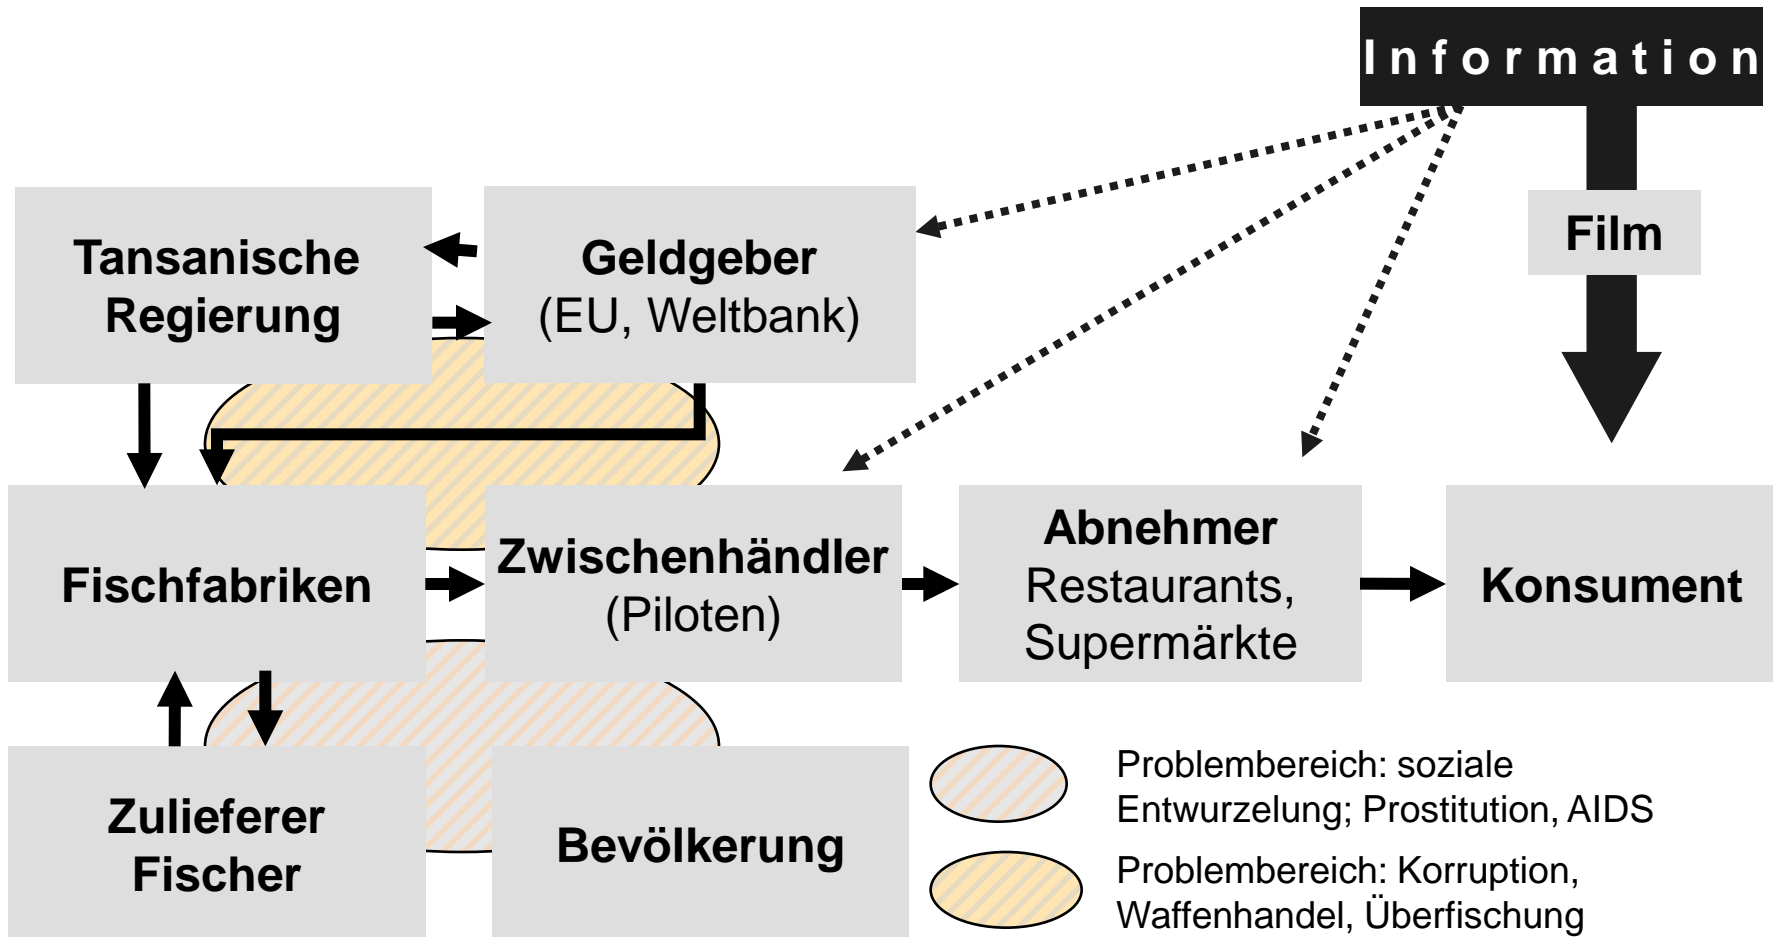 Information
Film
Tansanische
Regierung
Geldgeber
(EU, Weltbank)
Fischfabriken
Zwischenhändler
(Piloten)
Abnehmer
Restaurants,
Supermärkte
Konsument
Zulieferer
Fischer
Bevölkerung
Problembereich: soziale
Entwurzelung; Prostitution, AIDS
Problembereich: Korruption,
Waffenhandel, Überfischung